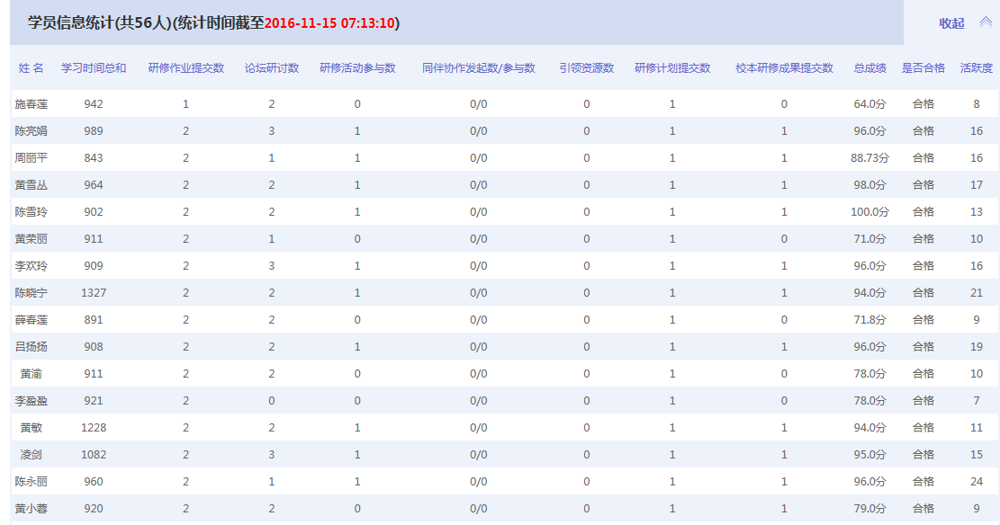 学员信息统计(共56人)(统计时间截至2016-11-15 07:13:10) 收起
姓 名 学习时间总和 研修作业提交数 论坛研讨数 研修活动参与数 同伴协作发起数/参与数 引领资源数 研修计划提交数 校本研修成果提交数 总成绩 是否合格 活跃度
施春莲 942 1 2 0 0/0 0 1 0 64.0分 合格 8
陈亮娟 989 2 3 1 0/0 0 1 1 96.0分 合格 16
周丽平 843 2 1 1 0/0 0 1 1 88.73分 合格 16
黄雪丛 964 2 2 1 0/0 0 1 1 98.0分 合格 17
陈雪玲 902 2 2 1 0/0 0 1 1 100.0分 合格 13
黄荣丽 911 2 1 0 0/0 0 1 0 71.0分 合格 10
李欢玲 909 2 3 1 0/0 0 1 1 96.0分 合格 16
陈晓宁 1327 2 2 1 0/0 0 1 1 94.0分 合格 21
薛春莲 891 2 2 0 0/0 0 1 0 71.8分 合格 9
吕扬扬 908 2 2 1 0/0 0 1 1 96.0分 合格 19
黄渝 911 2 2 0 0/0 0 1 0 78.0分 合格 10
李盈盈 921 2 0 0 0/0 0 1 0 78.0分 合格 7
黄敏 1228 2 2 1 0/0 0 1 1 94.0分 合格 11
凌剑 1082 2 3 1 0/0 0 1 1 95.0分 合格 15
陈永丽 960 2 1 1 0/0 0 1 1 96.0分 合格 24
黄小蓉 920 2 2 0 0/0 0 1 1 79.0分 合格 9